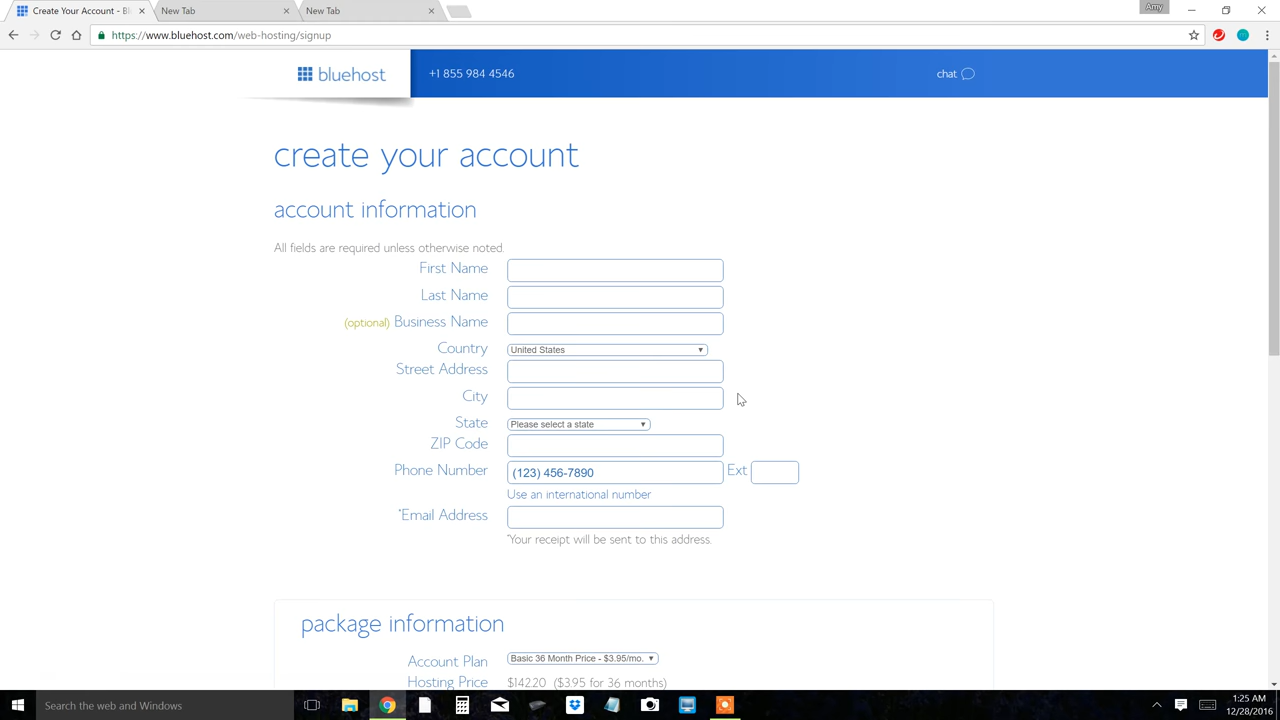 Create Your Account - Bl
New Tab
New Tab
Amy
https://www.bluehost.com/web-hosting/signup
bluehost
+1 855 984 4546
chat
create your account
account information
All fields are required unless otherwise noted.
First Name
Last Name
(optional) Business Name
Country United States
Street Address
City
State Please select a state
ZIP Code
Phone Number (123) 456-7890 Ext
Use an international number
*Email Address
*Your receipt will be sent to this address.
package information
Account Plan Basic 36 Month Price - $3.95/mo.
Hosting Price $142.20 ($3.95 for 36 months)
Search the web and Windows
1:25 AM
12/28/2016